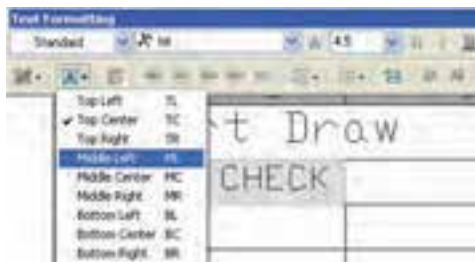 Text Formatting
Standard txt 4.5
Top Left TL
Top Center TC
Top Right TR
Middle Left ML
Middle Center MC
Middle Right MR
Bottom Left BL
Bottom Center BC
Bottom Right BR
t Draw
CHECK